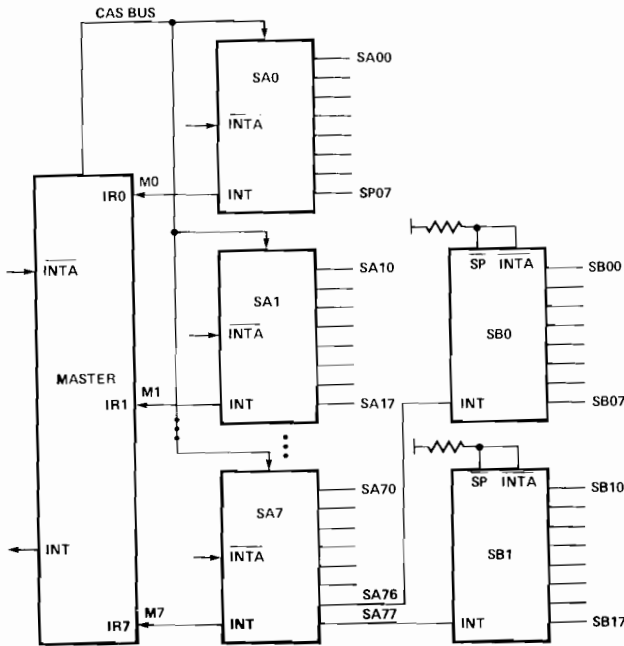 CAS BUS
SA0
SA00
INTA
INT
SP07
M0
IR0
INTA
MASTER
INT
SA1
SA10
INTA
INT
SA17
M1
IR1
SA7
SA70
INTA
INT
SA76
SA77
M7
IR7
SP INTA
SB0
SB00
INT
SB07
SP INTA
SB1
SB10
INT
SB17